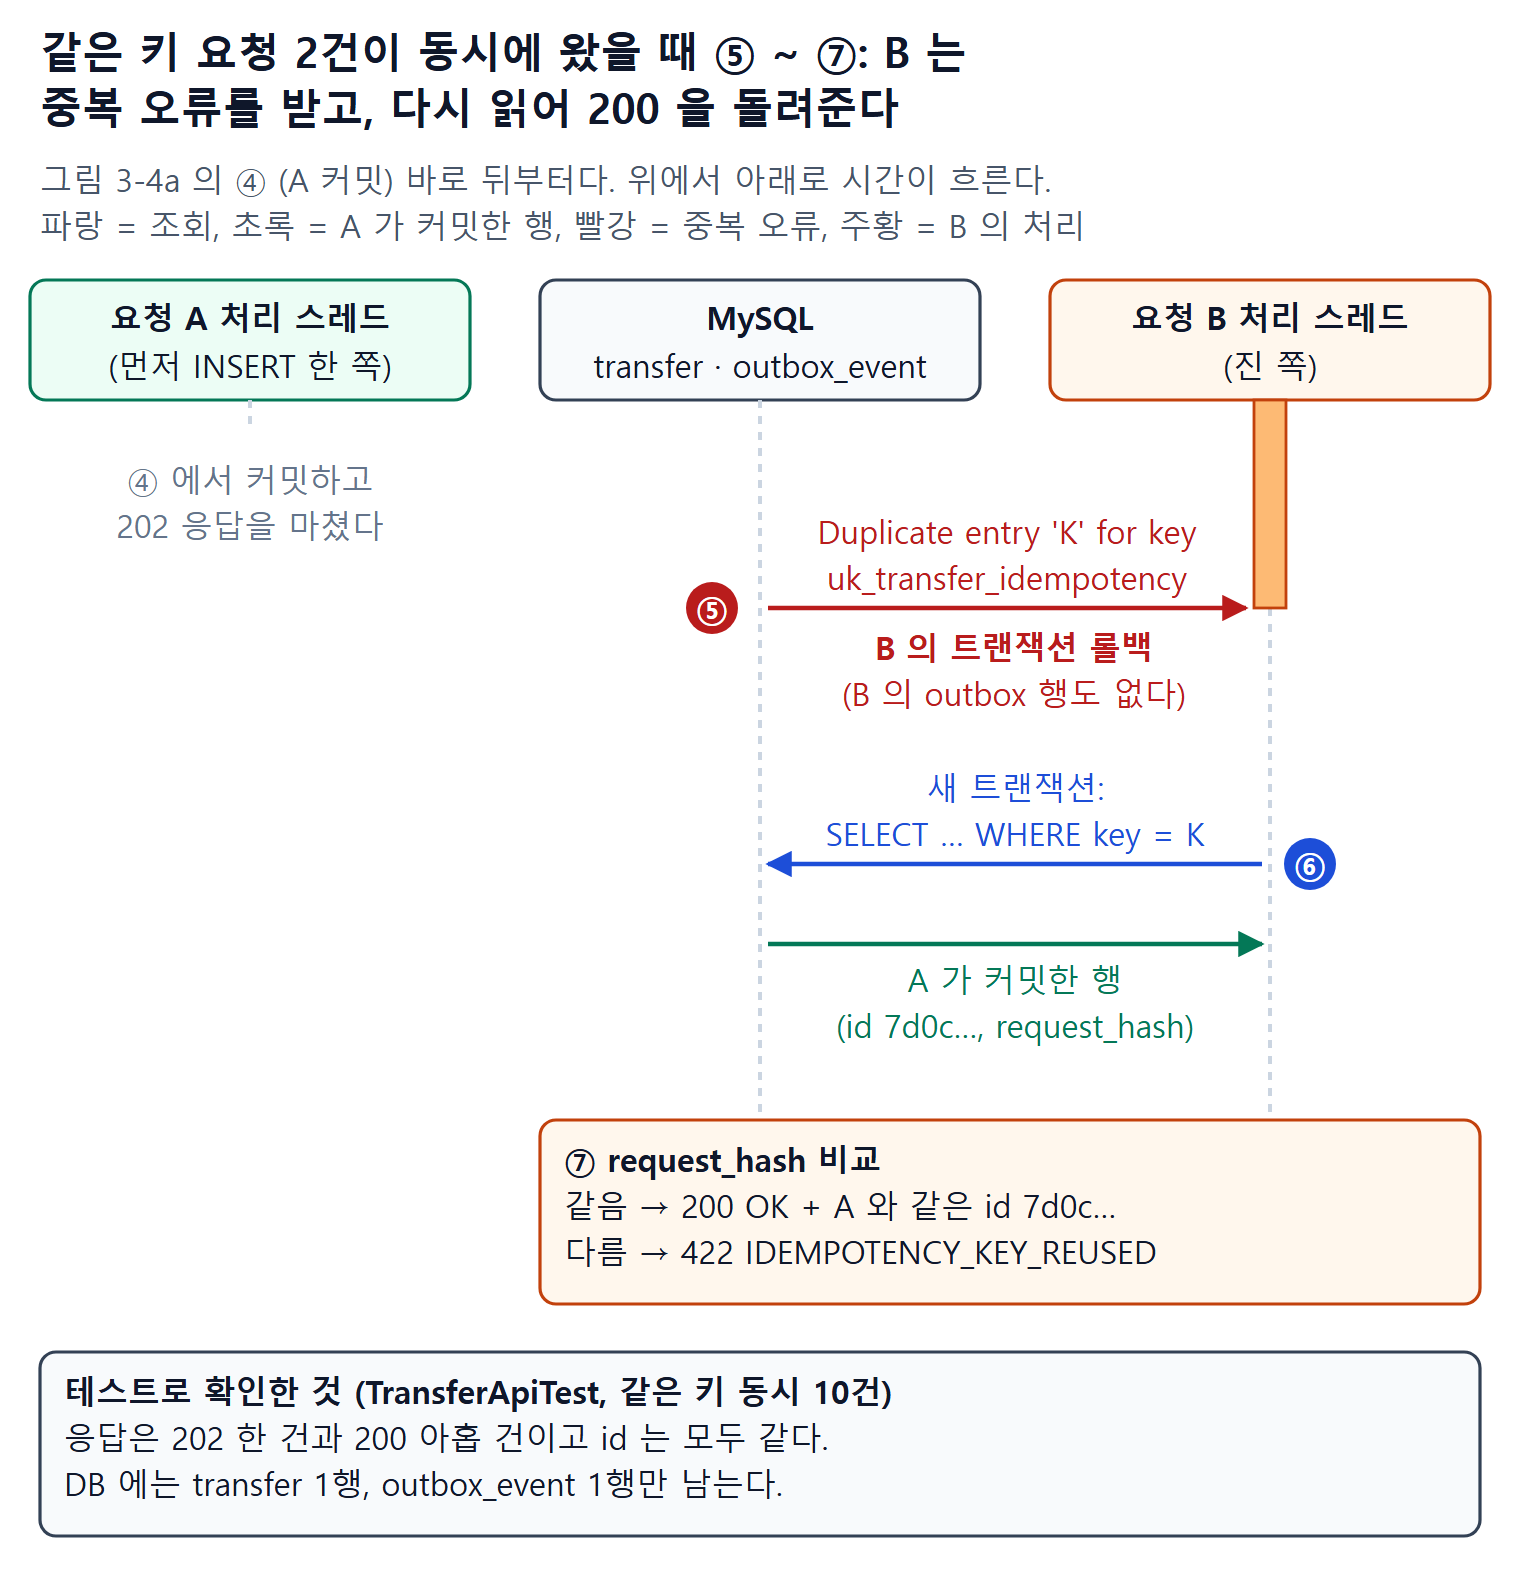 같은 키 요청 2건이 동시에 왔을 때 ⑤ ~ ⑦: B 는
중복 오류를 받고, 다시 읽어 200 을 돌려준다
그림 3-4a 의 ④ (A 커밋) 바로 뒤부터다. 위에서 아래로 시간이 흐른다.
파랑 = 조회, 초록 = A 가 커밋한 행, 빨강 = 중복 오류, 주황 = B 의 처리
요청 A 처리 스레드
(먼저 INSERT 한 쪽)
MySQL
transfer · outbox_event
요청 B 처리 스레드
(진 쪽)
④ 에서 커밋하고
202 응답을 마쳤다
Duplicate entry 'K' for key
uk_transfer_idempotency
⑤
B 의 트랜잭션 롤백
(B 의 outbox 행도 없다)
새 트랜잭션:
SELECT ... WHERE key = K
⑥
A 가 커밋한 행
(id 7d0c..., request_hash)
⑦ request_hash 비교
같음 → 200 OK + A 와 같은 id 7d0c...
다름 → 422 IDEMPOTENCY_KEY_REUSED
테스트로 확인한 것 (TransferApiTest, 같은 키 동시 10건)
응답은 202 한 건과 200 아홉 건이고 id 는 모두 같다.
DB 에는 transfer 1행, outbox_event 1행만 남는다.